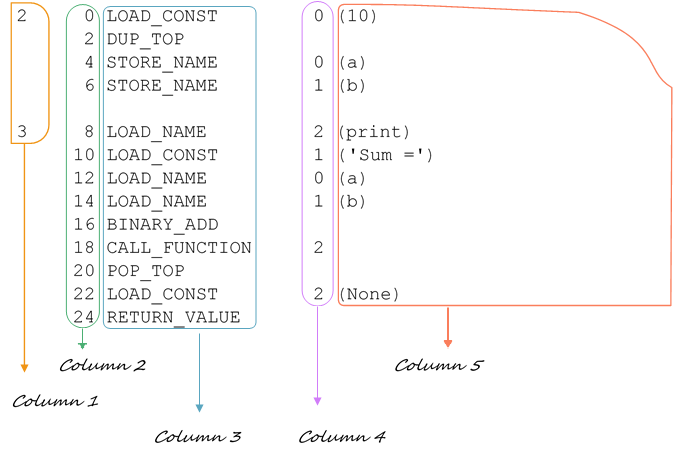 2 0 LOAD_CONST 0 (10)
2 DUP_TOP
4 STORE_NAME 0 (a)
6 STORE_NAME 1 (b)
3 8 LOAD_NAME 2 (print)
10 LOAD_CONST 1 ('Sum =')
12 LOAD_NAME 0 (a)
14 LOAD_NAME 1 (b)
16 BINARY_ADD
18 CALL_FUNCTION 2
20 POP_TOP
22 LOAD_CONST 2 (None)
24 RETURN_VALUE
Column 2 Column 5
Column 1
Column 3 Column 4